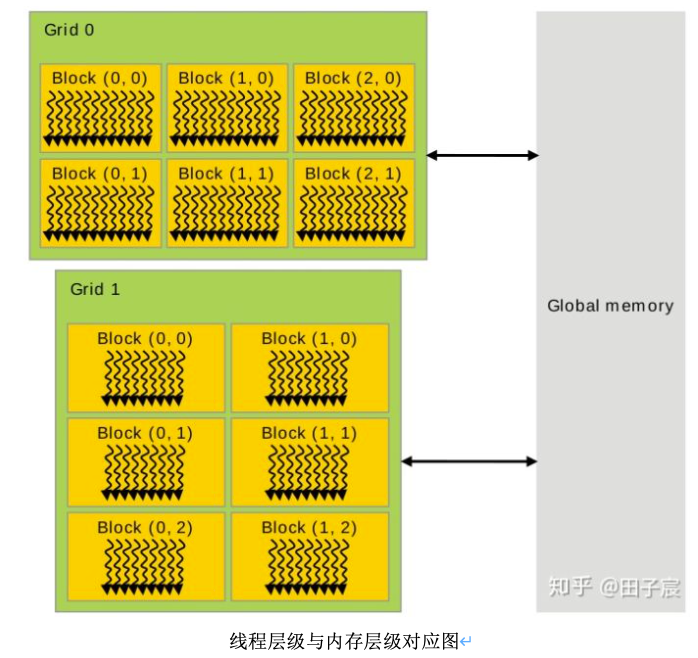 Grid 0
Block (0, 0) Block (1, 0) Block (2, 0)
Block (0, 1) Block (1, 1) Block (2, 1)
Grid 1
Block (0, 0) Block (1, 0)
Block (0, 1) Block (1, 1)
Block (0, 2) Block (1, 2)
Global memory
知乎 @田子宸
线程层级与内存层级对应图↵